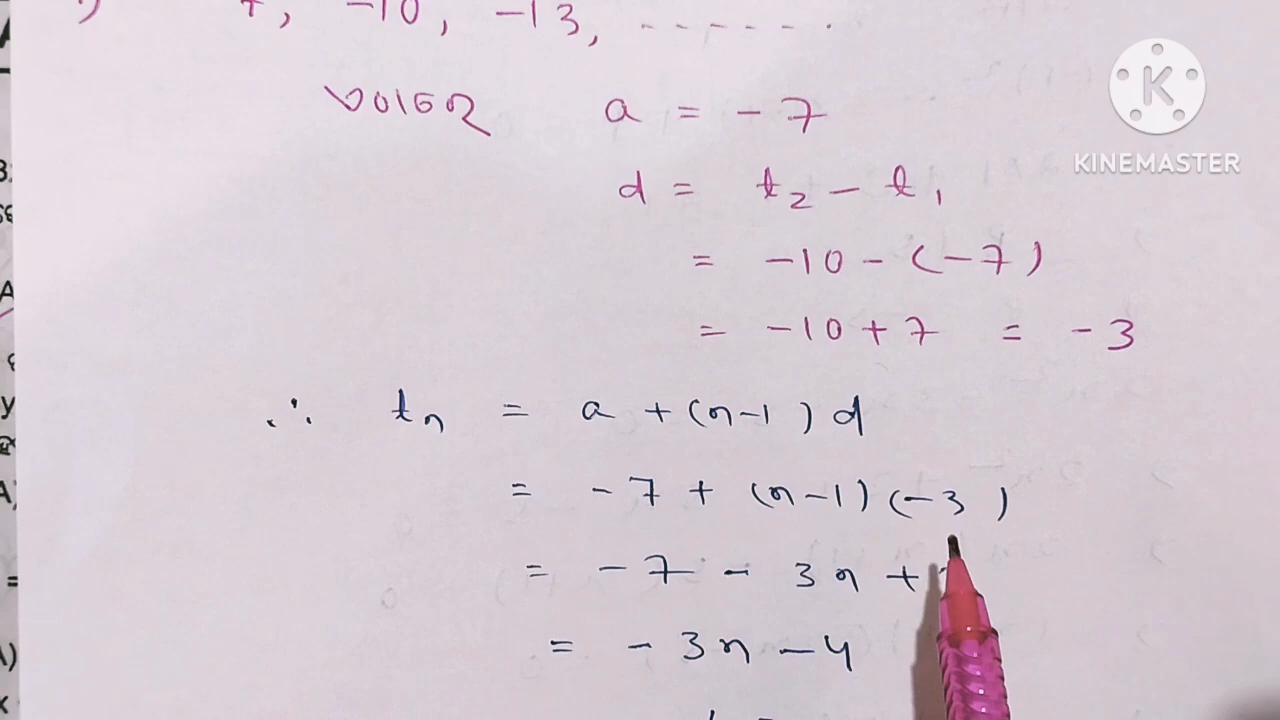 7, -10, -13, .......
KINEMASTER
a = -7
d = t₂ - t₁
= -10 - (-7)
= -10 + 7 = -3
∴ tₙ = a + (n-1) d
= -7 + (n-1) (-3)
= -7 - 3n +
= -3n - 4